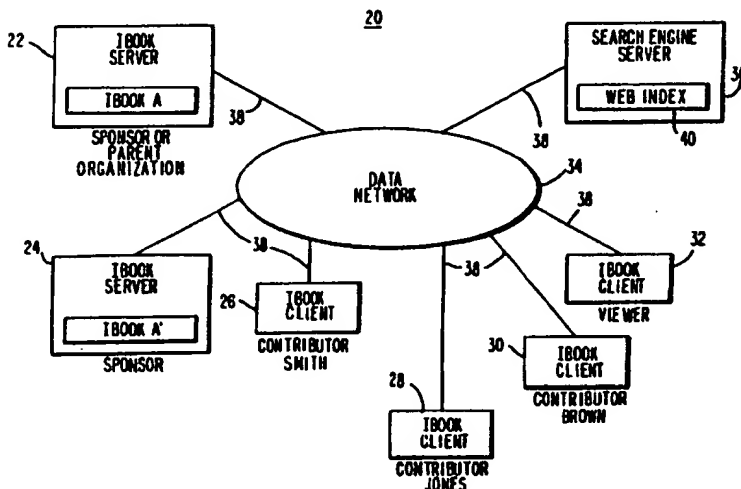 20
22
IBOOK
SERVER
IBOOK A
SPONSOR OR
PARENT
ORGANIZATION
38
SEARCH ENGINE
SERVER
WEB INDEX
40
38
DATA
NETWORK
34
38
24
IBOOK
SERVER
IBOOK A'
SPONSOR
38
26
IBOOK
CLIENT
CONTRIBUTOR
SMITH
38
28
IBOOK
CLIENT
CONTRIBUTOR
JONES
30
IBOOK
CLIENT
CONTRIBUTOR
BROWN
32
IBOOK
CLIENT
VIEWER